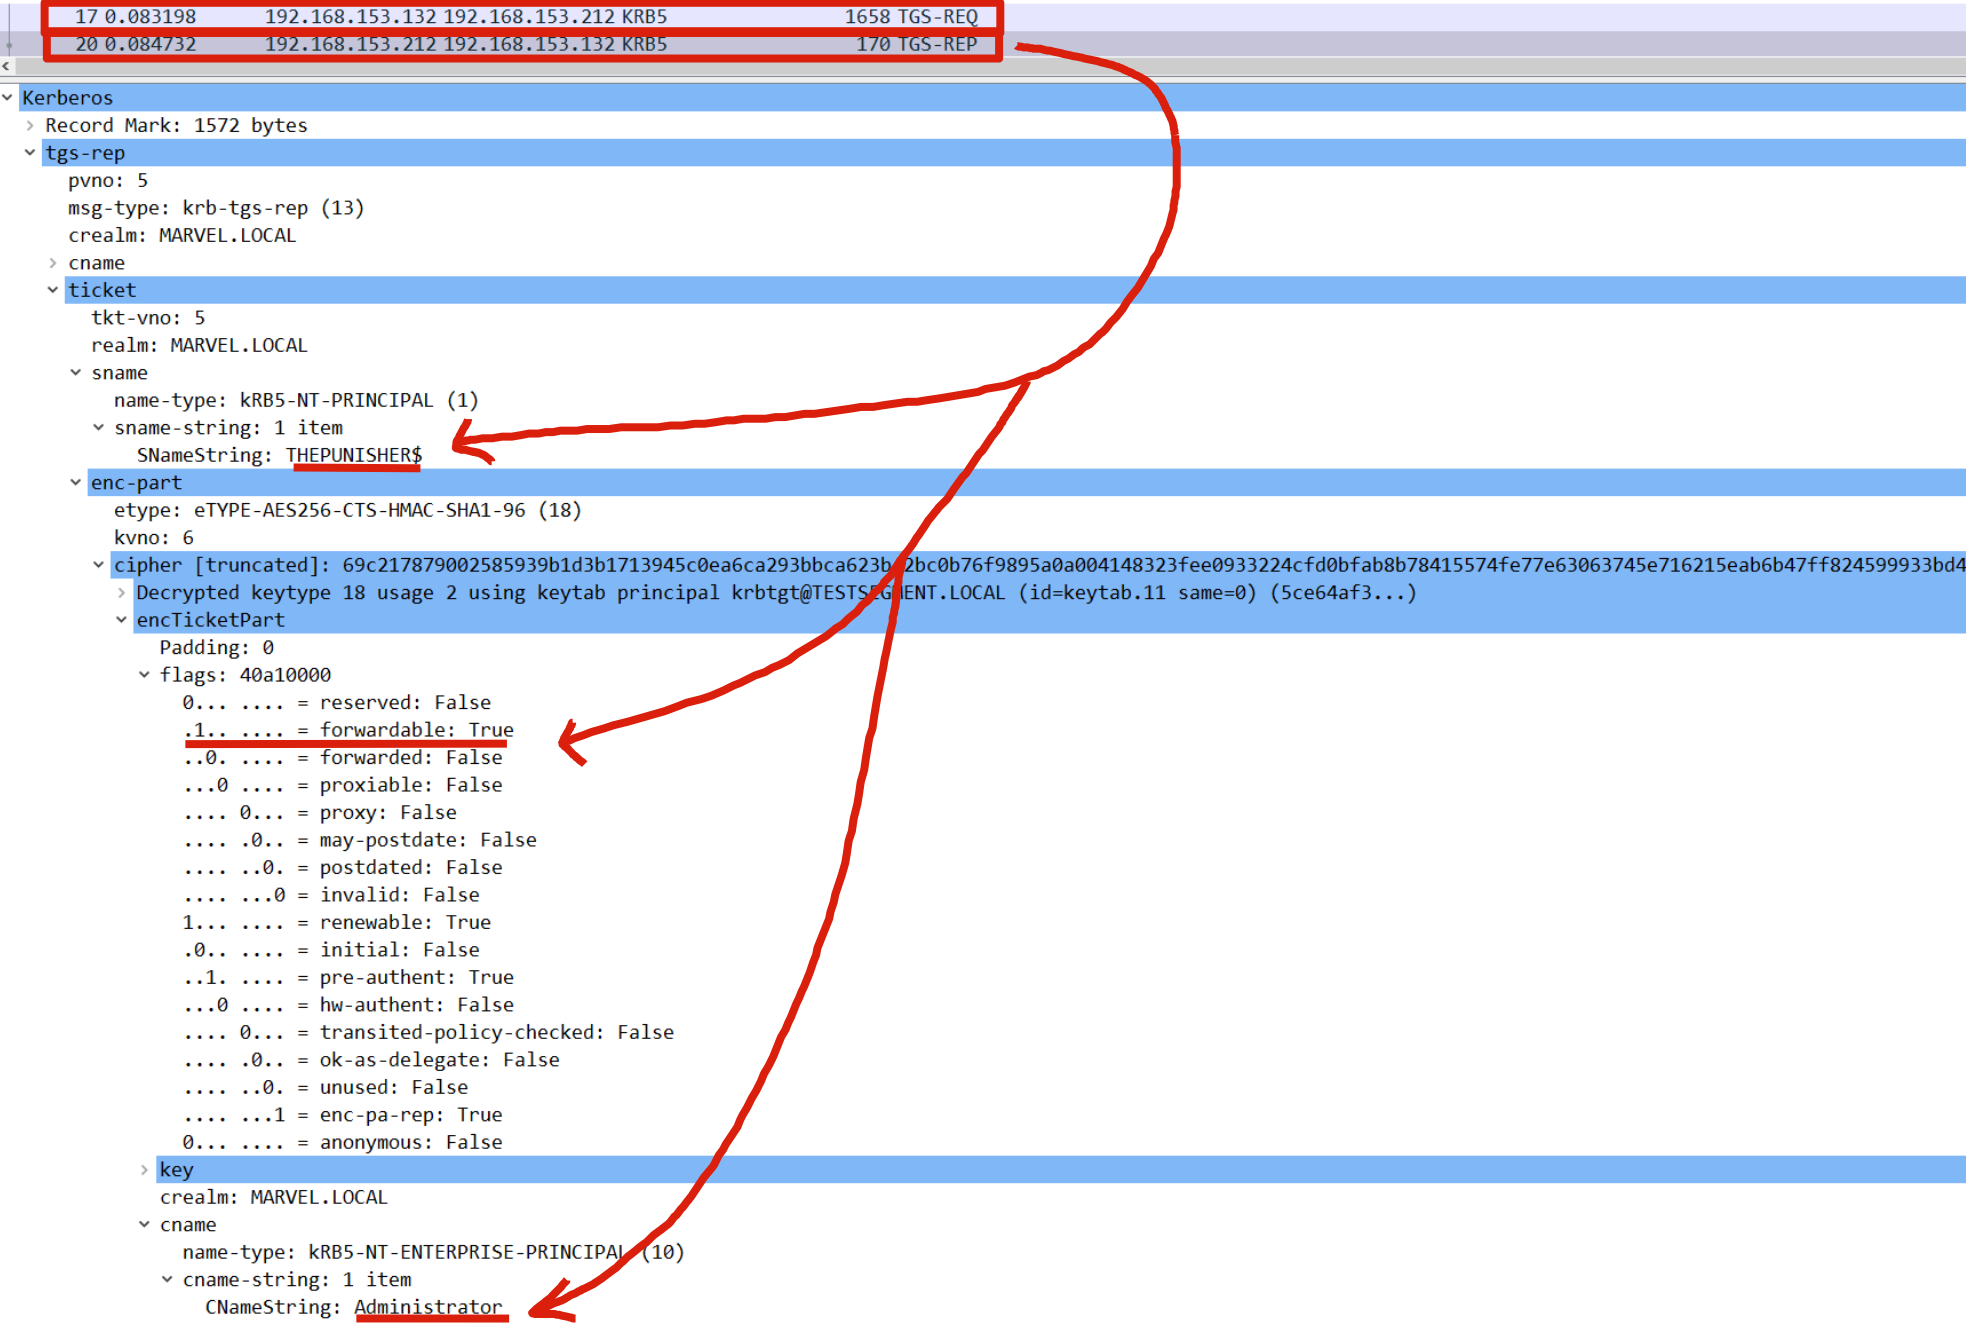 17 0.083198 192.168.153.132 192.168.153.212 KRB5 1658 TGS-REQ
20 0.084732 192.168.153.212 192.168.153.132 KRB5 170 TGS-REP
Kerberos
Record Mark: 1572 bytes
tgs-rep
pvno: 5
msg-type: krb-tgs-rep (13)
crealm: MARVEL.LOCAL
cname
ticket
tkt-vno: 5
realm: MARVEL.LOCAL
sname
name-type: kRB5-NT-PRINCIPAL (1)
sname-string: 1 item
SNameString: THEPUNISHER$
enc-part
etype: eTYPE-AES256-CTS-HMAC-SHA1-96 (18)
kvno: 6
cipher [truncated]:
Decrypted keytype 18 usage 2 using keytab principal krbtgt@TESTSEGMENT.LOCAL (id=keytab.11 same=0) (5ce64af3...)
encTicketPart
Padding: 0
flags: 40a10000
0... .... = reserved: False
.1.. .... = forwardable: True
..0. .... = forwarded: False
...0 .... = proxiable: False
.... 0... = proxy: False
.... .0.. = may-postdate: False
.... ..0. = postdated: False
.... ...0 = invalid: False
1... .... = renewable: True
.0.. .... = initial: False
..1. .... = pre-authent: True
...0 .... = hw-authent: False
.... 0... = transited-policy-checked: False
.... .0.. = ok-as-delegate: False
.... ..0. = unused: False
.... ...1 = enc-pa-rep: True
0... .... = anonymous: False
key
crealm: MARVEL.LOCAL
cname
name-type: kRB5-NT-ENTERPRISE-PRINCIPAL (10)
cname-string: 1 item
CNameString: Administrator